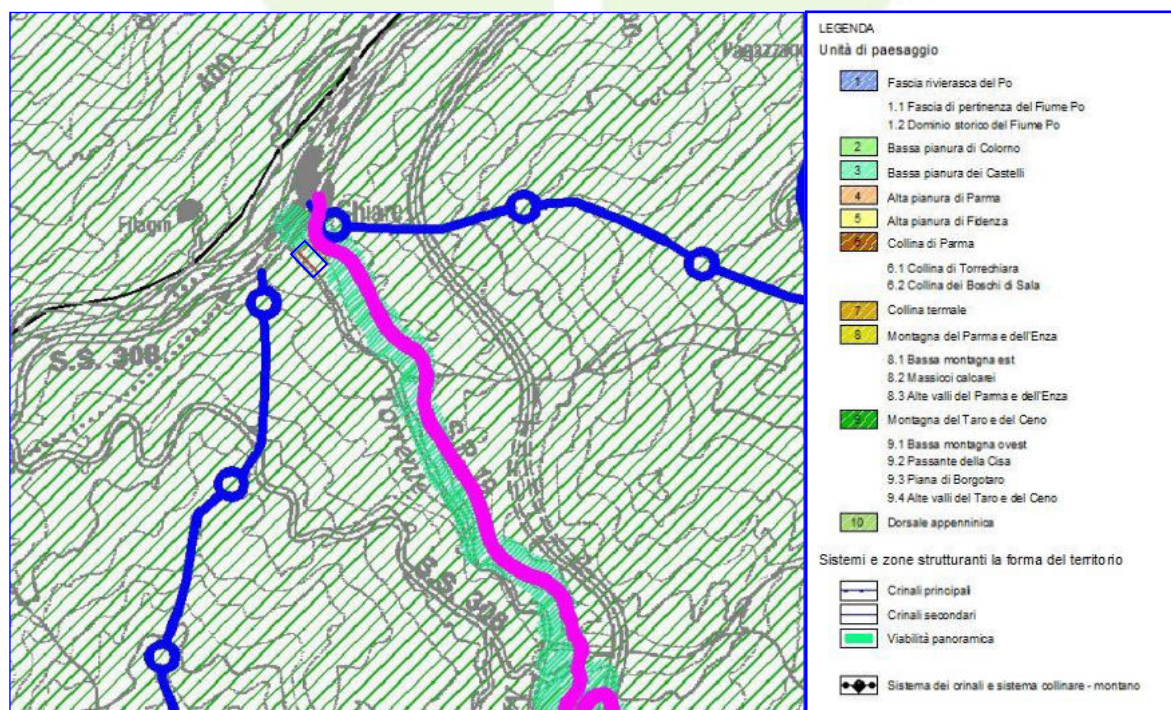 400
Filagni
Chiare
S.S. 308
Torrente
S.S. 308
LEGENDA
Unità di paesaggio
1 Fascia rivierasca del Po
1.1 Fascia di pertinenza del Fiume Po
1.2 Dominio storico del Fiume Po
2 Bassa pianura di Colorno
3 Bassa pianura dei Castelli
4 Alta pianura di Parma
5 Alta pianura di Fidenza
6 Collina di Parma
6.1 Collina di Torrechiara
6.2 Collina dei Boschi di Sala
7 Collina termale
8 Montagna del Parma e dell'Enza
8.1 Bassa montagna est
8.2 Massicci calcarei
8.3 Alte valli del Parma e dell'Enza
9 Montagna del Taro e del Ceno
9.1 Bassa montagna ovest
9.2 Passante della Cisa
9.3 Piana di Borgotaro
9.4 Alte valli del Taro e del Ceno
10 Dorsale appenninica
Sistemi e zone strutturanti la forma del territorio
Crinali principali
Crinali secondari
Viabilità panoramica
Sistema dei crinali e sistema collinare - montano